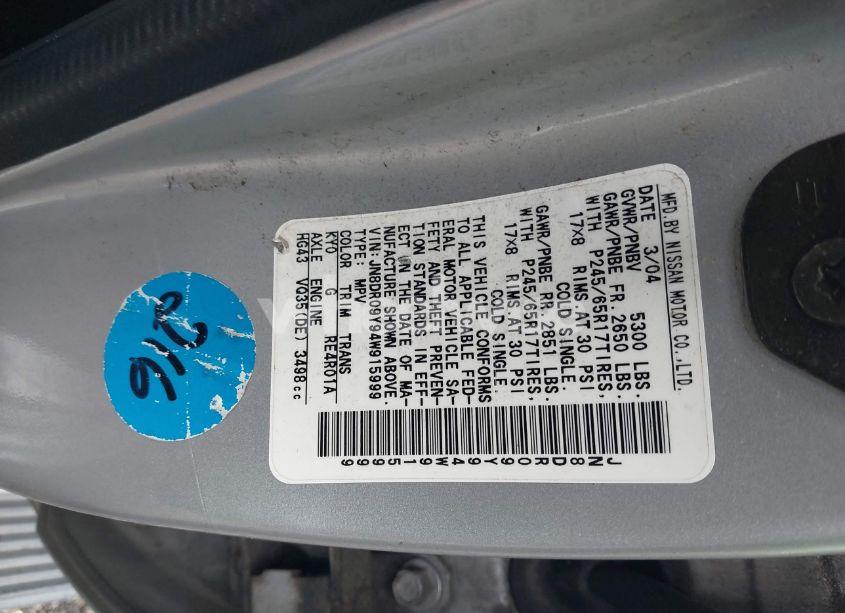 MFD.BY NISSAN MOTOR CO.,LTD.
DATE 3/04
GVWR/PNBV 5300 LBS.
GAWR/PNBE FR. 2650 LBS.
WITH P245/65R17TIRES,
17X8 RIMS.AT 30 PSI
COLD SINGLE.
GAWR/PNBE RR.2851 LBS.
WITH P245/65R17TIRES,
17X8 RIMS.AT 30 PSI
COLD SINGLE.
THIS VEHICLE CONFORMS
TO ALL APPLICABLE FED-
ERAL MOTOR VEHICLE SA-
FETY AND THEFT PREVEN-
TION STANDARDS IN EFF-
ECT ON THE DATE OF MA-
NUFACTURE SHOWN ABOVE.
VIN:JN8DR09Y94W915999
TYPE: MPV
COLOR TRIM TRANS
KY0 G RE4R01A
AXLE ENGINE
HG43 VQ35(DE) 3498cc
JN8DR09Y94W915999